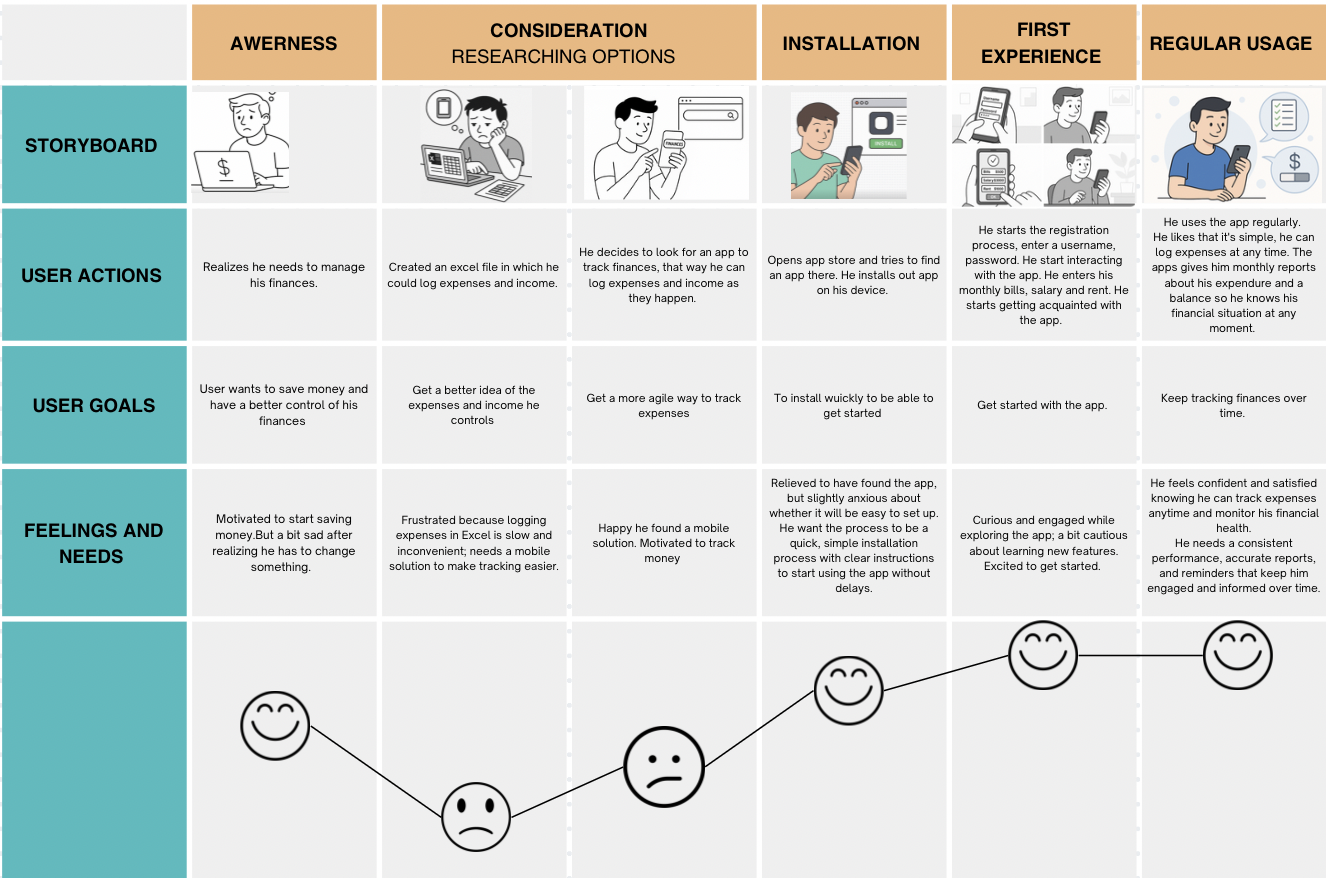 AWERNESS
CONSIDERATION
RESEARCHING OPTIONS
INSTALLATION
FIRST
EXPERIENCE
REGULAR USAGE
STORYBOARD
$
FINANCES
INSTALL
$
USER ACTIONS
Realizes he needs to manage
his finances.
Created an excel file in which he
could log expenses and income.
He decides to look for an app to
track finances, that way he can
log expenses and income as
they happen.
Opens app store and tries to find
an app there. He installs out app
on his device.
He starts the registration
process, enter a username,
password. He start interacting
with the app. He enters his
monthly bills, salary and rent. He
starts getting acquainted with
the app.
He uses the app regularly.
He likes that it's simple, he can
log expenses at any time. The
apps gives him monthly reports
about his expendure and a
balance so he knows his
financial situation at any
moment.
USER GOALS
User wants to save money and
have a better control of his
finances
Get a better idea of the
expenses and income he
controls
Get a more agile way to track
expenses
To install wuickly to be able to
get started
Get started with the app.
Keep tracking finances over
time.
FEELINGS AND
NEEDS
Motivated to start saving
money.But a bit sad after
realizing he has to change
something.
Frustrated because logging
expenses in Excel is slow and
inconvenient; needs a mobile
solution to make tracking easier.
Happy he found a mobile
solution. Motivated to track
money
Relieved to have found the app,
but slightly anxious about
whether it will be easy to set up.
He want the process to be a
quick, simple installation
process with clear instructions
to start using the app without
delays.
Curious and engaged while
exploring the app; a bit cautious
about learning new features.
Excited to get started.
He feels confident and satisfied
knowing he can track expenses
anytime and monitor his financial
health.
He needs a consistent
performance, accurate reports,
and reminders that keep him
engaged and informed over time.